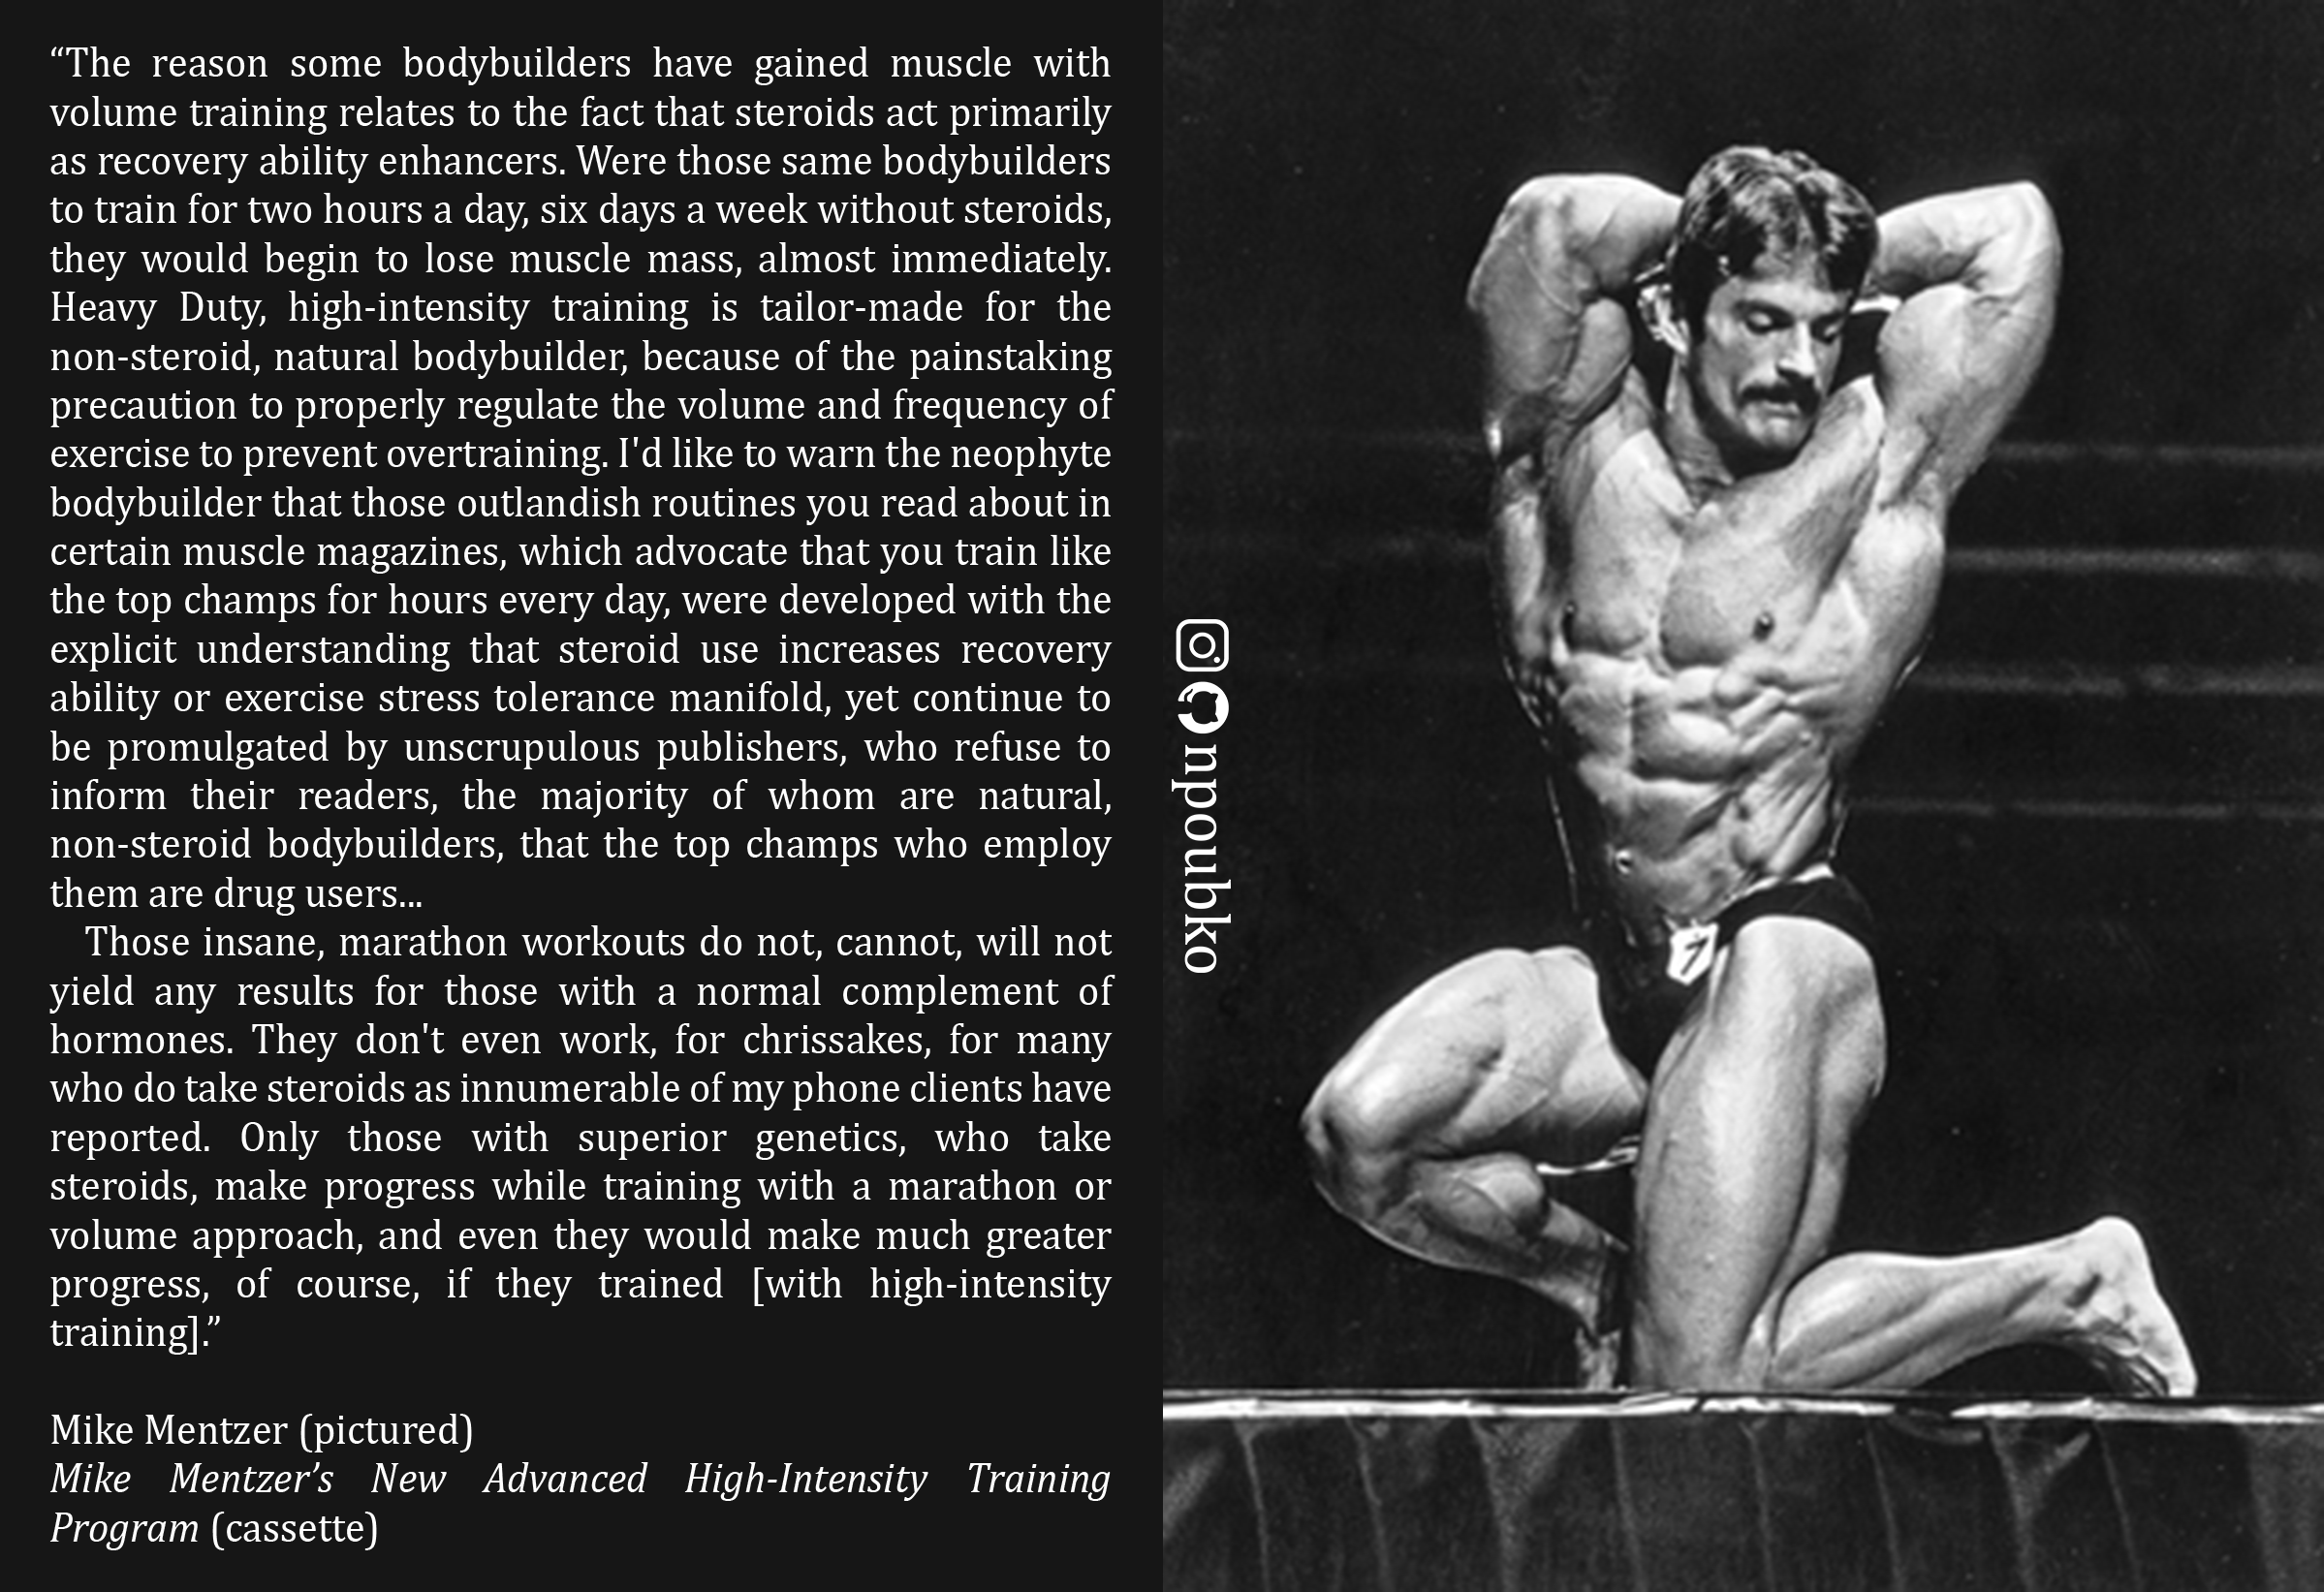 “The reason some bodybuilders have gained muscle with
volume training relates to the fact that steroids act primarily
as recovery ability enhancers. Were those same bodybuilders
to train for two hours a day, six days a week without steroids,
they would begin to lose muscle mass, almost immediately.
Heavy Duty, high-intensity training is tailor-made for the
non-steroid, natural bodybuilder, because of the painstaking
precaution to properly regulate the volume and frequency of
exercise to prevent overtraining. I'd like to warn the neophyte
bodybuilder that those outlandish routines you read about in
certain muscle magazines, which advocate that you train like
the top champs for hours every day, were developed with the
explicit understanding that steroid use increases recovery
ability or exercise stress tolerance manifold, yet continue to
be promulgated by unscrupulous publishers, who refuse to
inform their readers, the majority of whom are natural,
non-steroid bodybuilders, that the top champs who employ
them are drug users...
Those insane, marathon workouts do not, cannot, will not
yield any results for those with a normal complement of
hormones. They don't even work, for chrissakes, for many
who do take steroids as innumerable of my phone clients have
reported. Only those with superior genetics, who take
steroids, make progress while training with a marathon or
volume approach, and even they would make much greater
progress, of course, if they trained [with high-intensity
training].”
Mike Mentzer (pictured)
Mike Mentzer’s New Advanced High-Intensity Training
Program (cassette)
npoubko
7